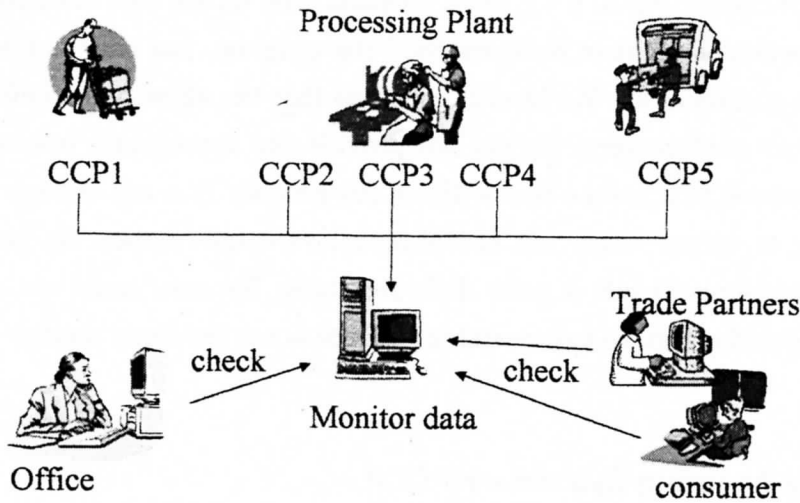 Processing Plant
CCP1 CCP2 CCP3 CCP4 CCP5
Trade Partners
check
check
Monitor data
Office
consumer